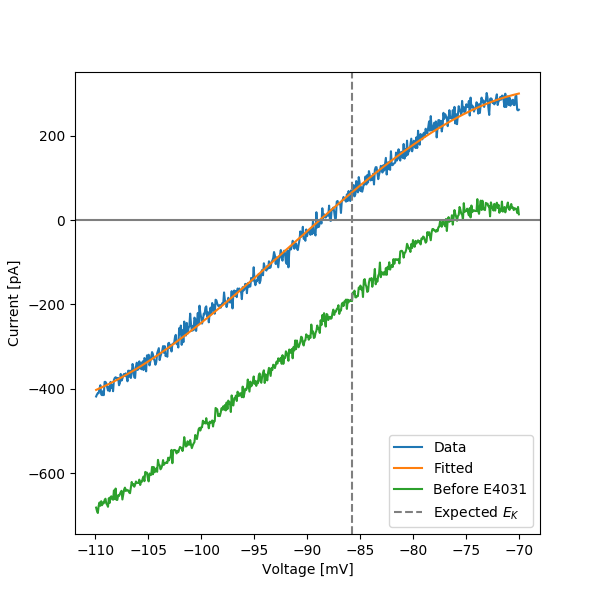 200
0
−200
−400
−600
Current [pA]
−110
−105
−100
−95
−90
−85
−80
−75
−70
Voltage [mV]
Data
Fitted
Before E4031
Expected $E_K$